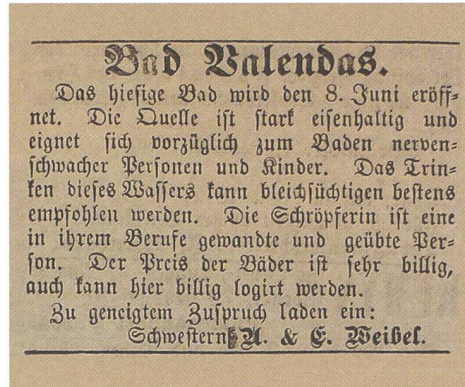 Bad Valendas.
Das hiesige Bad wird den 8. Juni eröff=
net. Die Quelle ist stark eisenhaltig und
eignet sich vorzüglich zum Baden nerven=
schwacher Personen und Kinder. Das Trin=
ken dieses Wassers kann bleichsüchtigen bestens
empfohlen werden. Die Schröpferin ist eine
in ihrem Berufe gewandte und geübte Per=
son. Der Preis der Bäder ist sehr billig,
auch kann hier billig logirt werden.
Zu geneigtem Zuspruch laden ein:
Schwestern A. & E. Weibel.